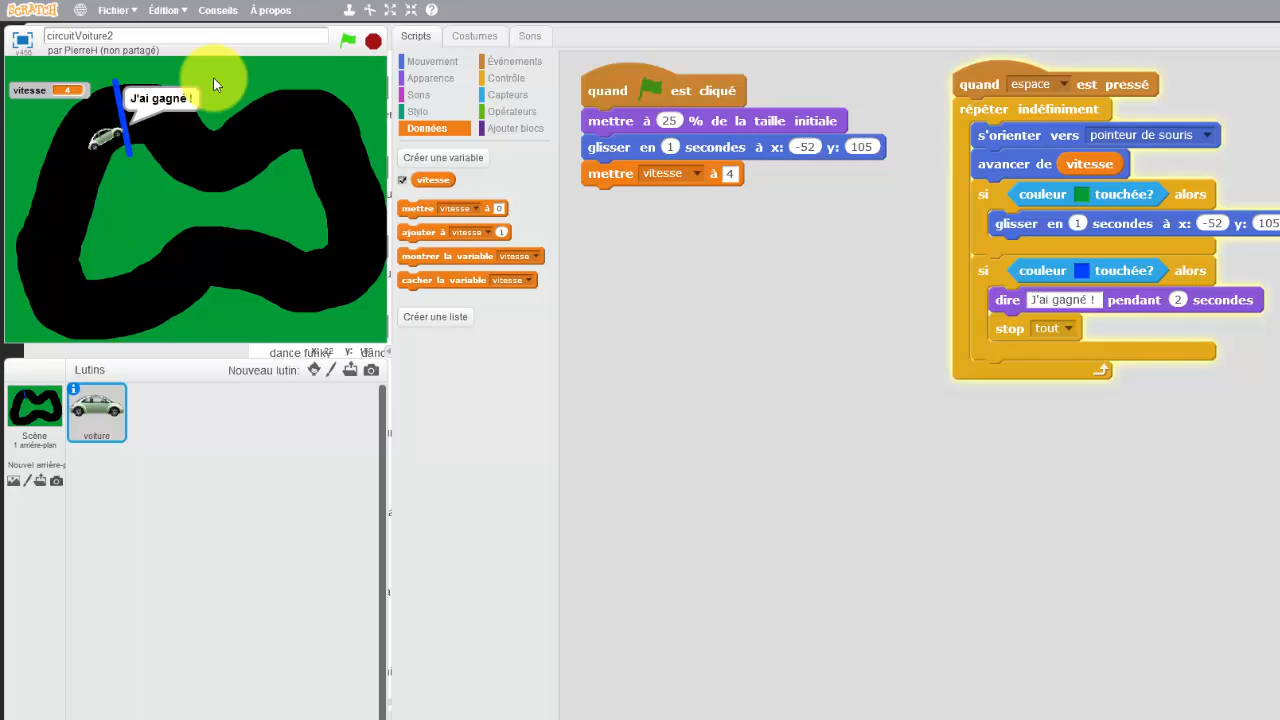 SCRATCH Fichier Édition Conseils À propos
circuitVoiture2
par PierreH (non partagé)
v456
vitesse 4
J'ai gagné !
Scripts Costumes Sons
Mouvement Événements
Apparence Contrôle
Sons Capteurs
Stylo Opérateurs
Données Ajouter blocs
Créer une variable
vitesse
mettre vitesse à 0
ajouter à vitesse 1
montrer la variable vitesse
cacher la variable vitesse
Créer une liste
quand est cliqué
mettre à 25 % de la taille initiale
glisser en 1 secondes à x: -52 y: 105
mettre vitesse à 4
quand espace est pressé
répéter indéfiniment
s'orienter vers pointeur de souris
avancer de vitesse
si couleur touchée? alors
glisser en 1 secondes à x: -52 y: 105
si couleur touchée? alors
dire J'ai gagné ! pendant 2 secondes
stop tout
dance funky
Lutins Nouveau lutin:
Scène
1 arrière-plan
voiture
Nouvel arrière-p